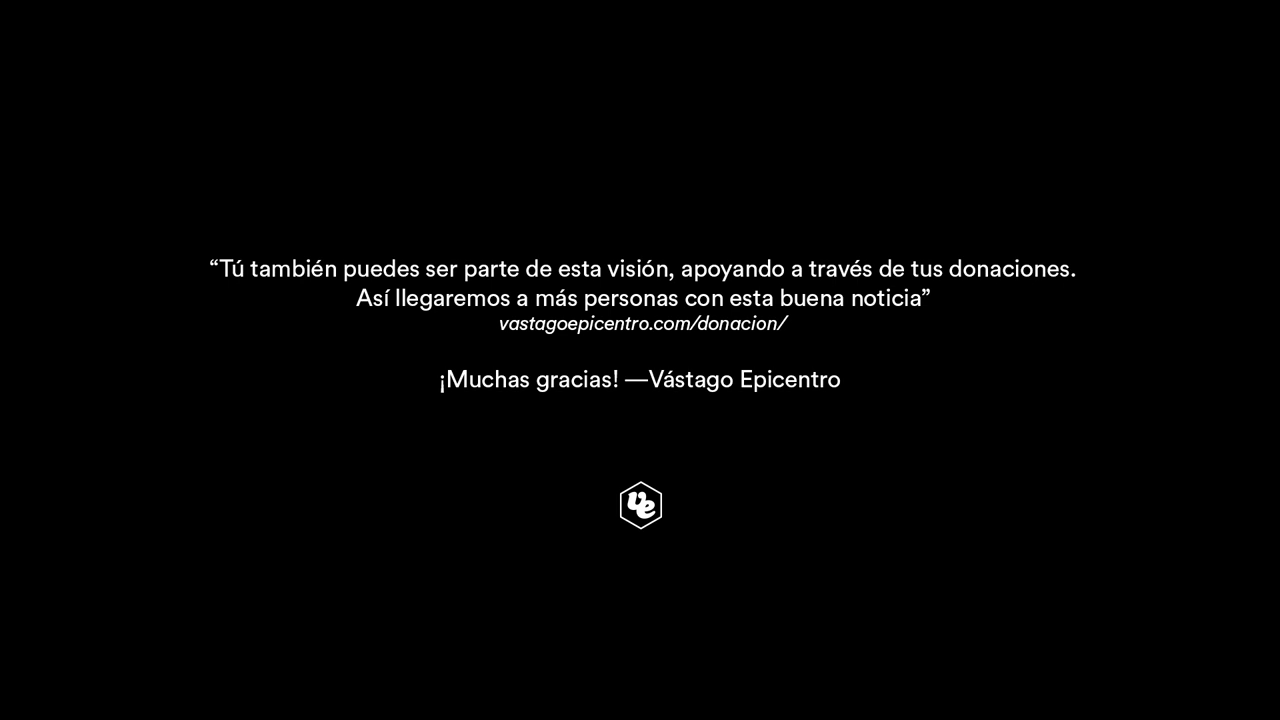 “Tú también puedes ser parte de esta visión, apoyando a través de tus donaciones.
Así llegaremos a más personas con esta buena noticia”
vastagoepicentro.com/donacion/
¡Muchas gracias! —Vástago Epicentro
ve